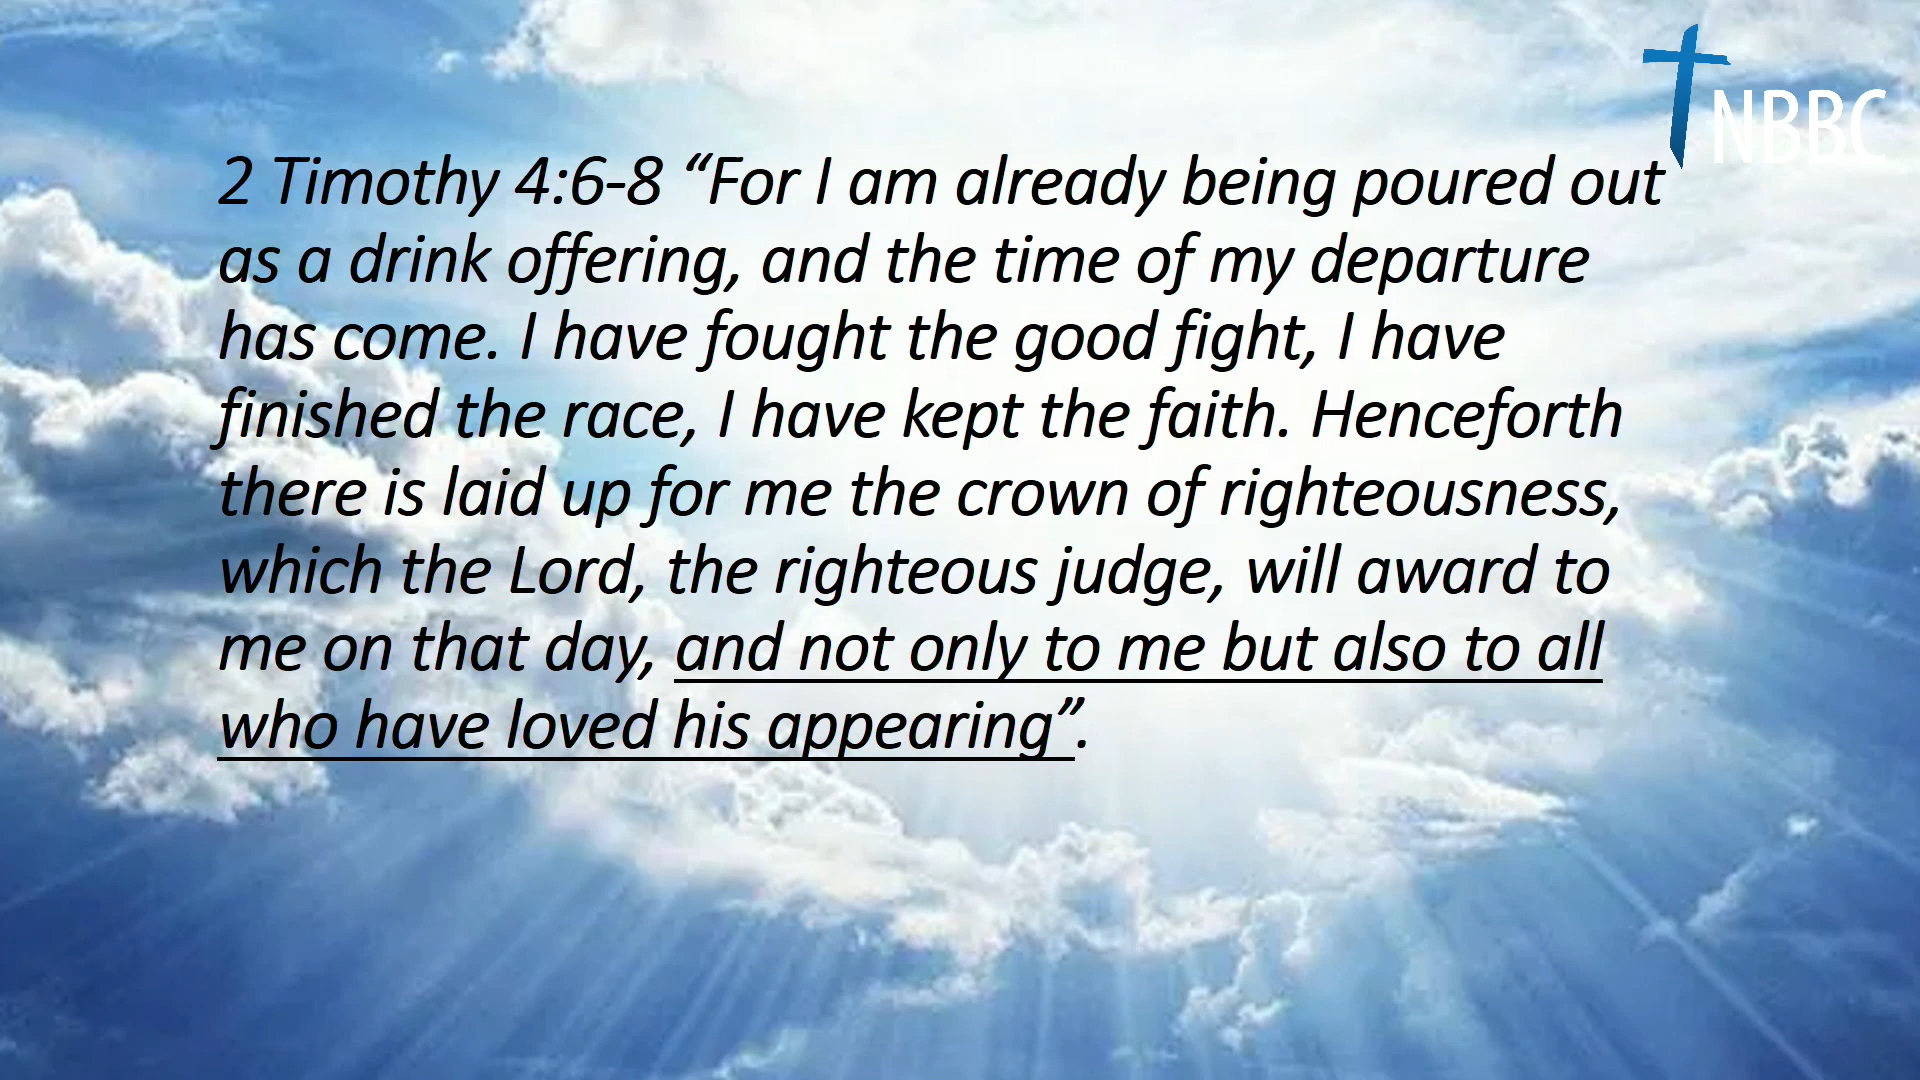 NBBC
2 Timothy 4:6-8 “For I am already being poured out
as a drink offering, and the time of my departure
has come. I have fought the good fight, I have
finished the race, I have kept the faith. Henceforth
there is laid up for me the crown of righteousness,
which the Lord, the righteous judge, will award to
me on that day, and not only to me but also to all
who have loved his appearing”.